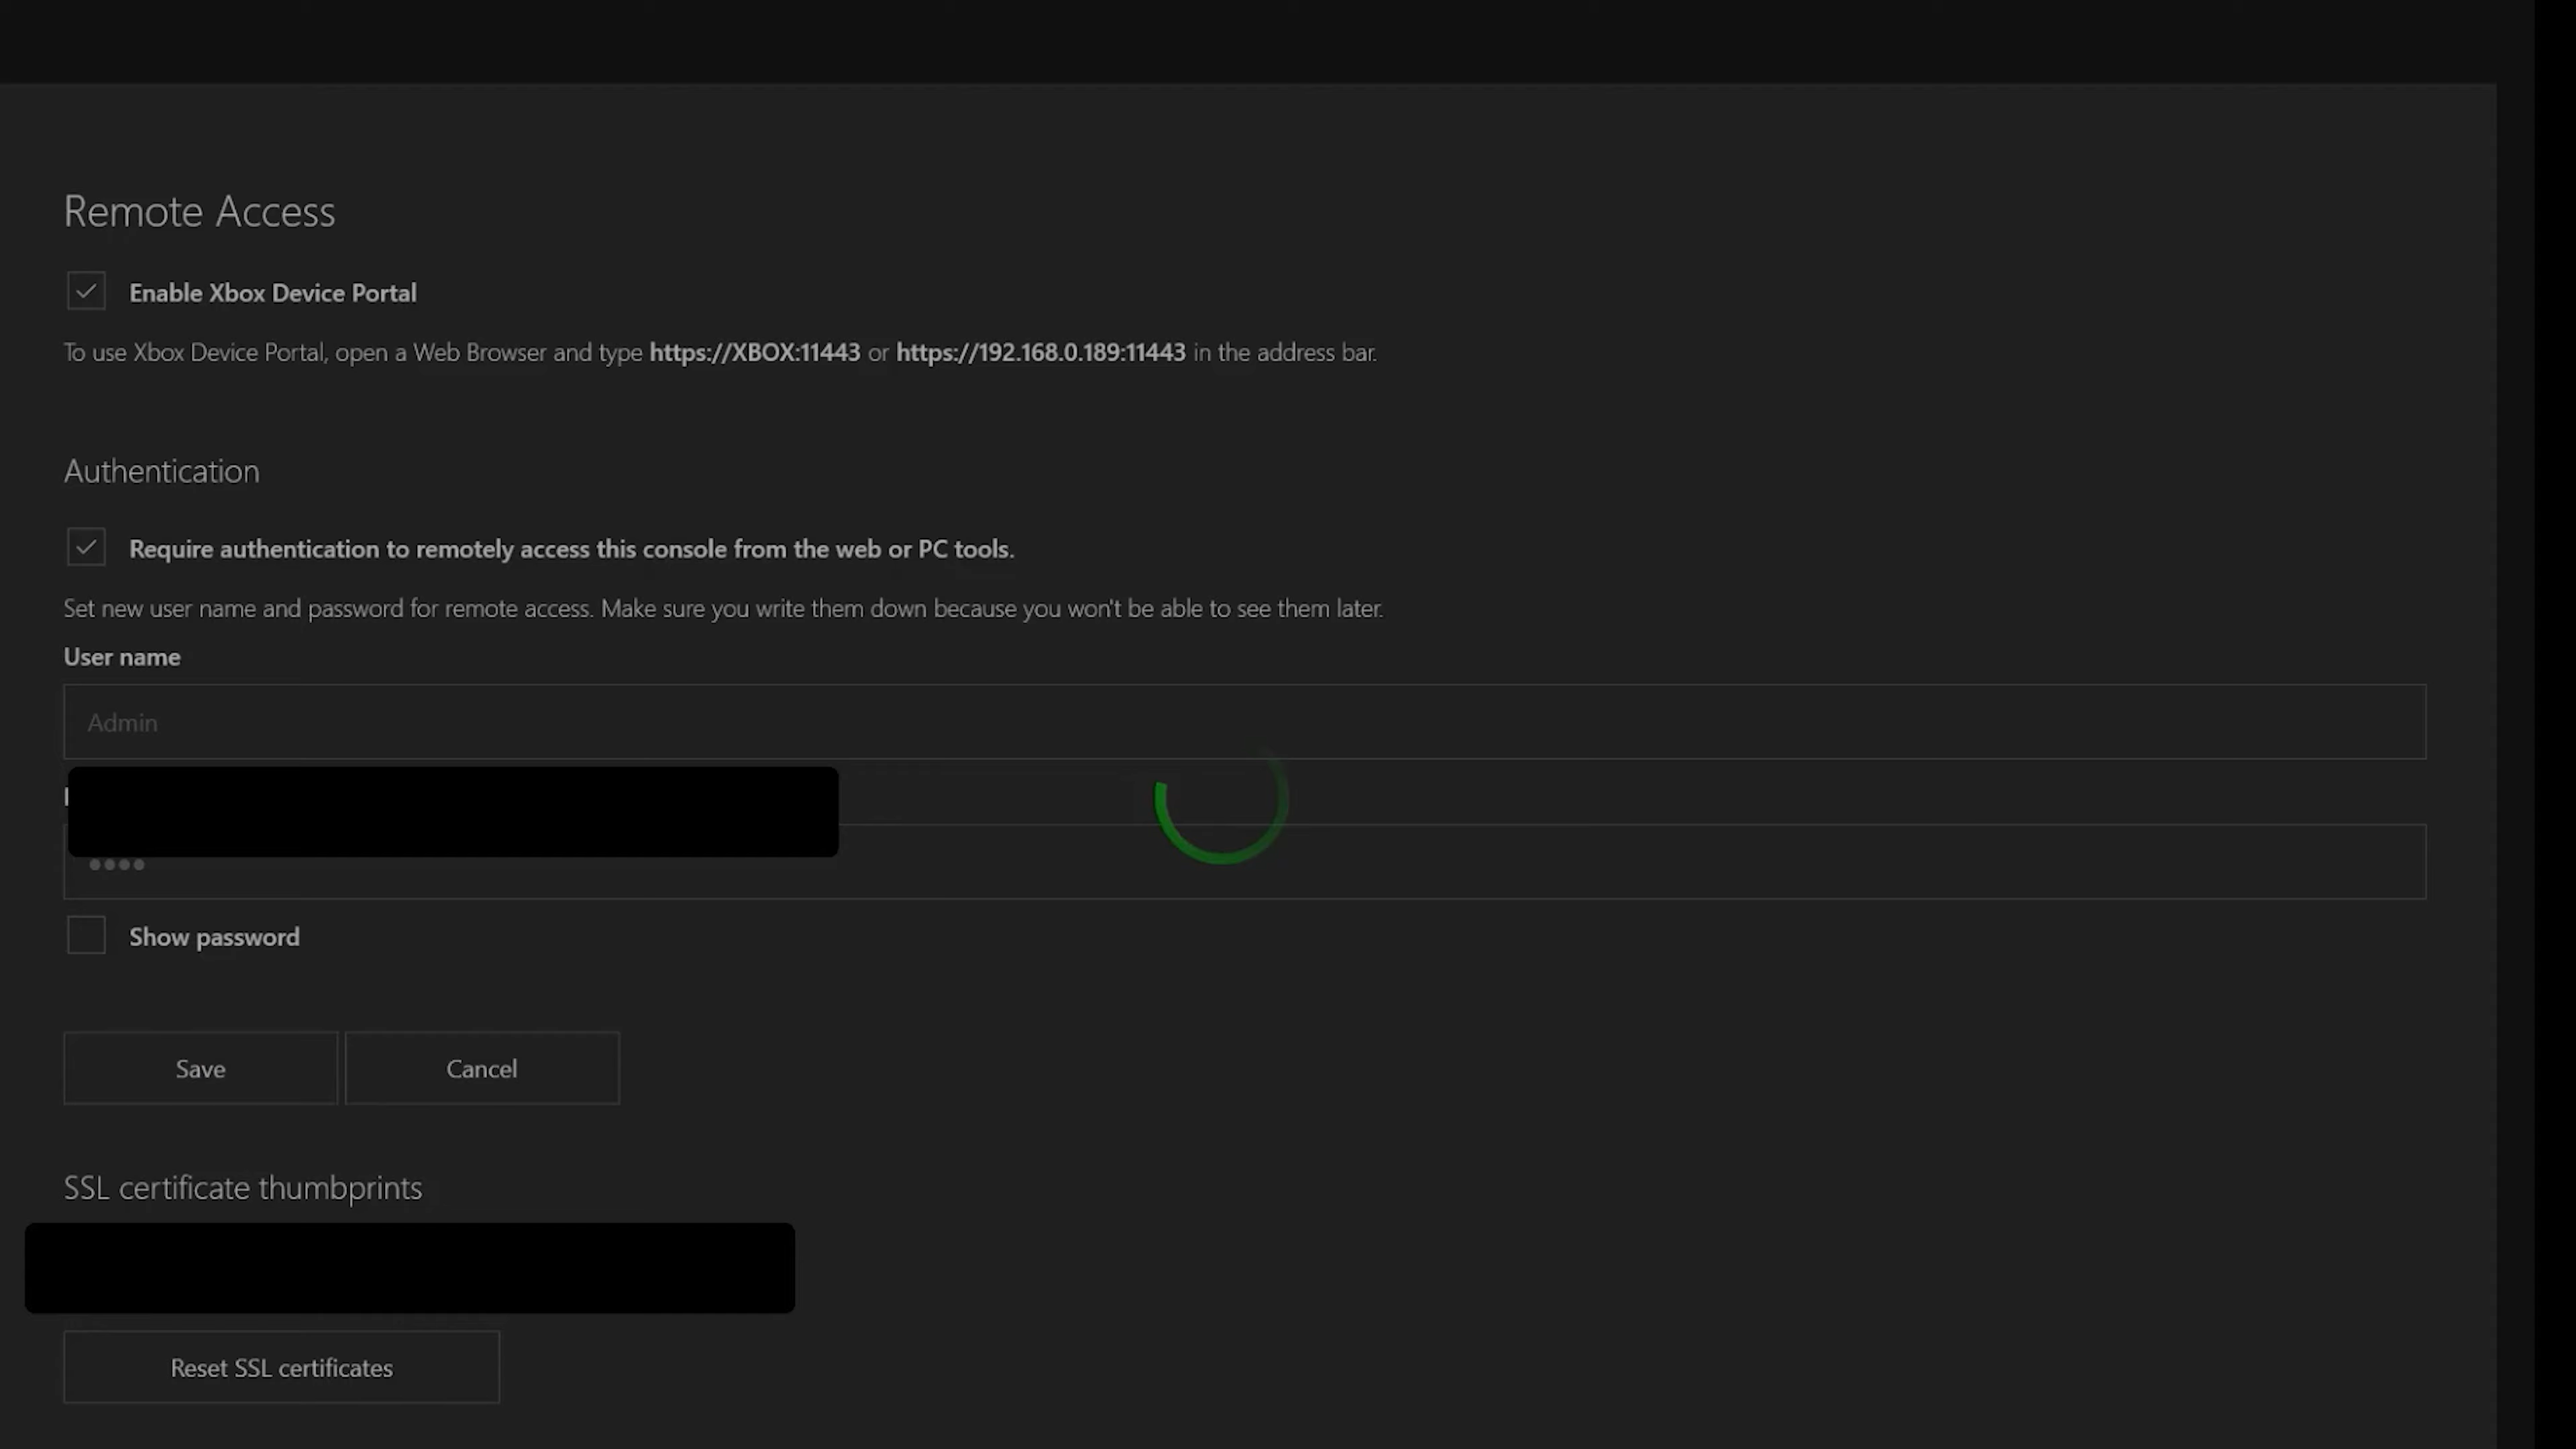 Remote Access
Enable Xbox Device Portal
To use Xbox Device Portal, open a Web Browser and type https://XBOX:11443 or https://192.168.0.189:11443 in the address bar.
Authentication
Require authentication to remotely access this console from the web or PC tools.
Set new user name and password for remote access. Make sure you write them down because you won't be able to see them later.
User name
Admin
••••
Show password
Save
Cancel
SSL certificate thumbprints
Reset SSL certificates